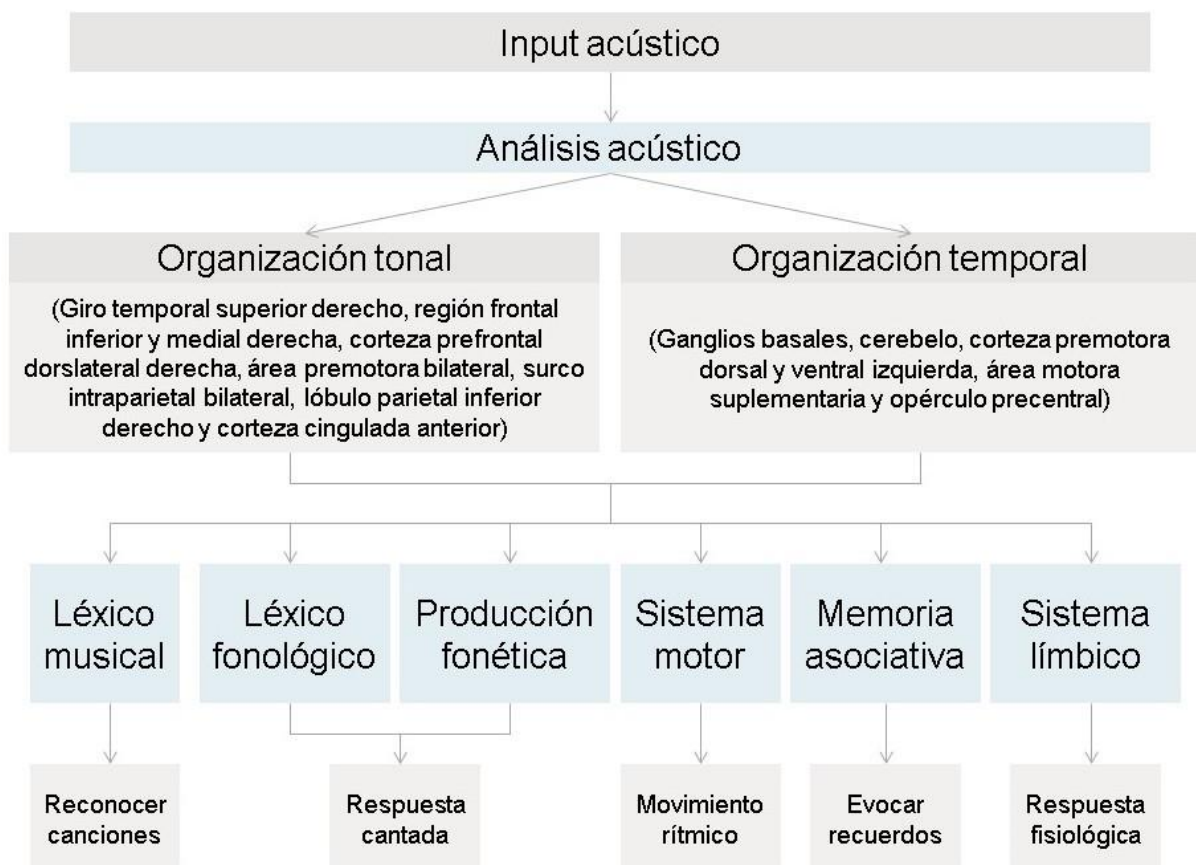 Input acústico
Análisis acústico
Organización tonal
(Giro temporal superior derecho, región frontal
inferior y medial derecha, corteza prefrontal
dorslateral derecha, área premotora bilateral, surco
intraparietal bilateral, lóbulo parietal inferior
derecho y corteza cingulada anterior)
Organización temporal
(Ganglios basales, cerebelo, corteza premotora
dorsal y ventral izquierda, área motora
suplementaria y opérculo precentral)
Léxico
musical
Léxico
fonológico
Producción
fonética
Sistema
motor
Memoria
asociativa
Sistema
límbico
Reconocer
canciones
Respuesta
cantada
Movimiento
rítmico
Evocar
recuerdos
Respuesta
fisiológica